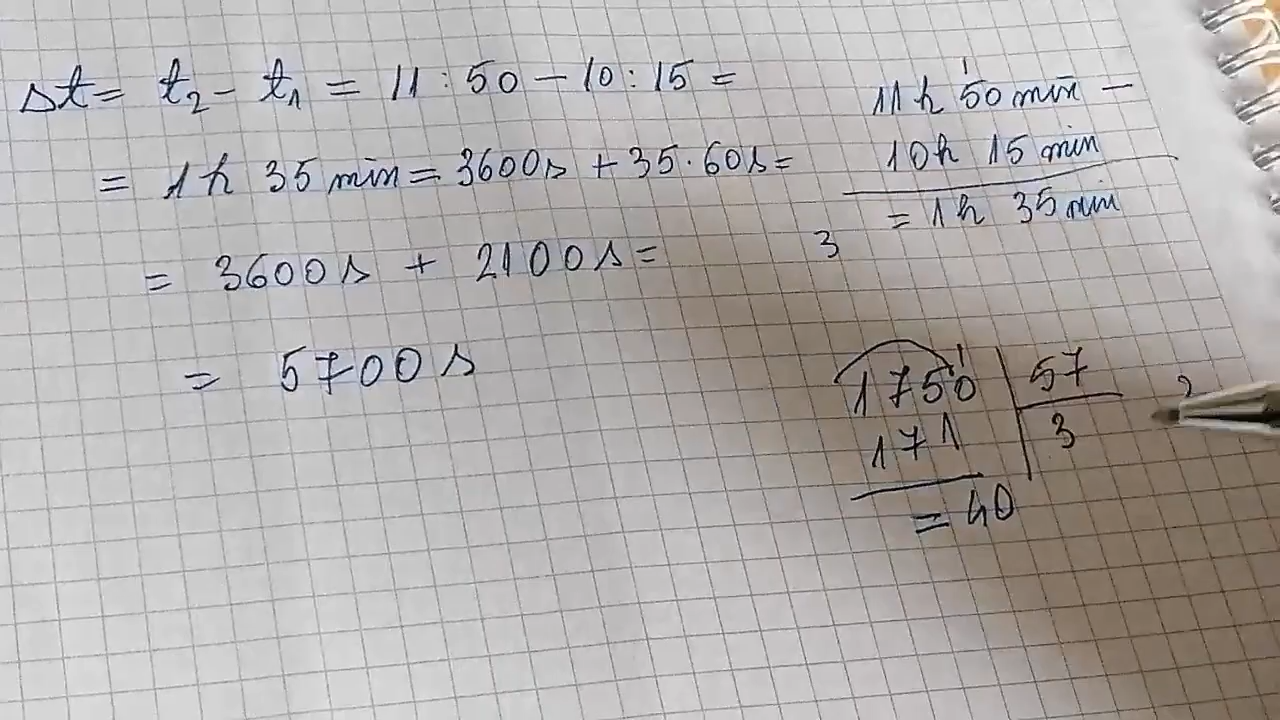 Δt = t₂ - t₁ = 11 : 50 - 10 : 15 =
= 1 h 35 min = 3600 s + 35 · 60 s =
= 3600 s + 2100 s =
= 5700 s
11 h 50 min -
10 h 15 min
= 1 h 35 min
3
1750 | 57
171 | 3
= 40